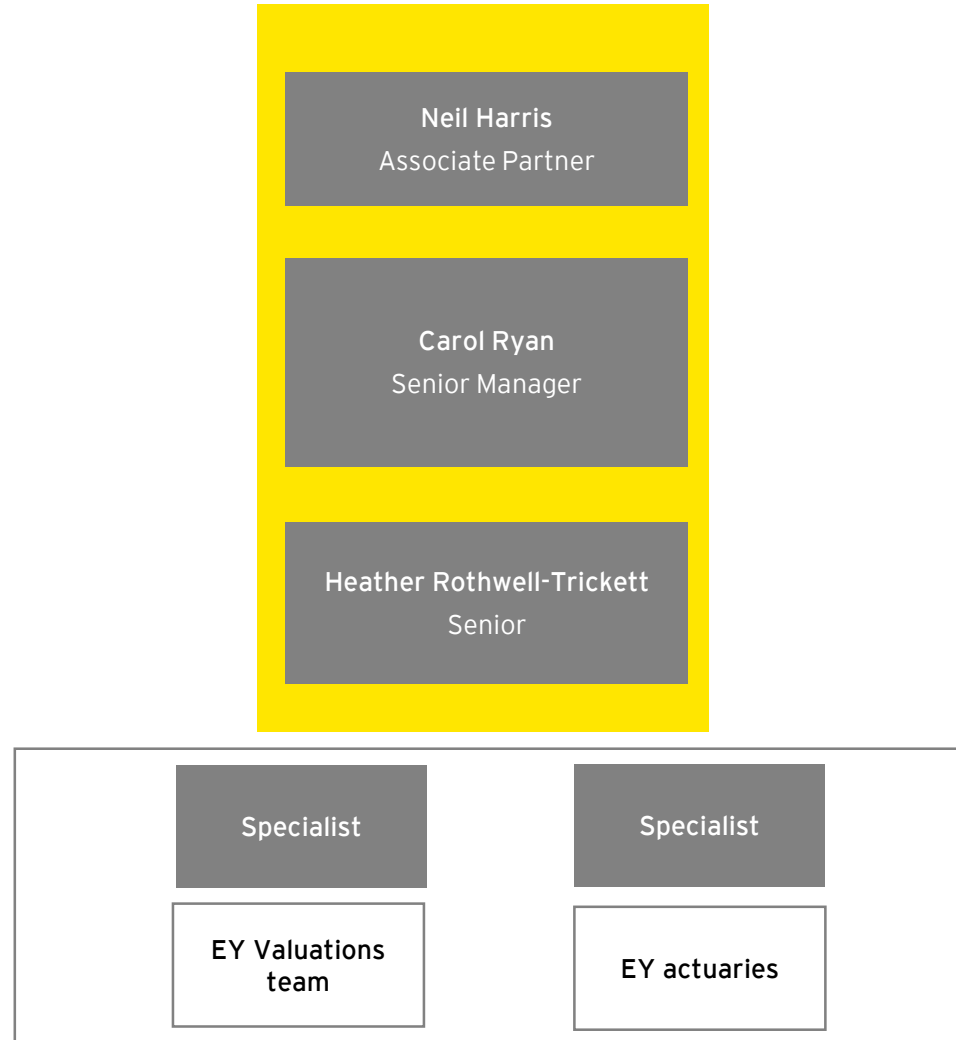 Neil Harris
Associate Partner
Carol Ryan
Senior Manager
Heather Rothwell-Trickett
Senior
Specialist
Specialist
EY Valuations
team
EY actuaries